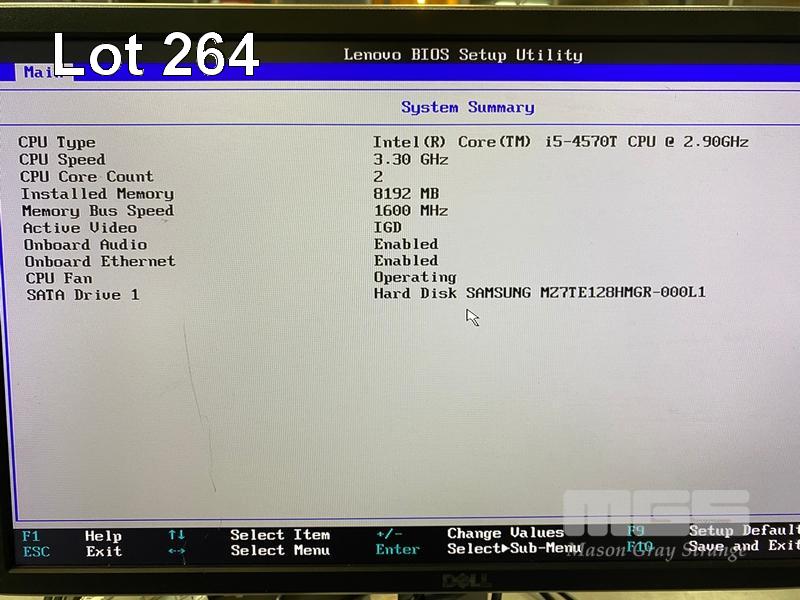 Lot 264
Lenovo BIOS Setup Utility
Main
System Summary
CPU Type Intel(R) Core(TM) i5-4570T CPU @ 2.90GHz
CPU Speed 3.30 GHz
CPU Core Count 2
Installed Memory 8192 MB
Memory Bus Speed 1600 MHz
Active Video IGD
Onboard Audio Enabled
Onboard Ethernet Enabled
CPU Fan Operating
SATA Drive 1 Hard Disk SAMSUNG MZ7TE128HMGR-000L1
MGS
Mason Gray Strange
F1 Help ↑↓ Select Item +/- Change Values F9 Setup Default
ESC Exit ←→ Select Menu Enter Select▶Sub-Menu F10 Save and Exit
DELL